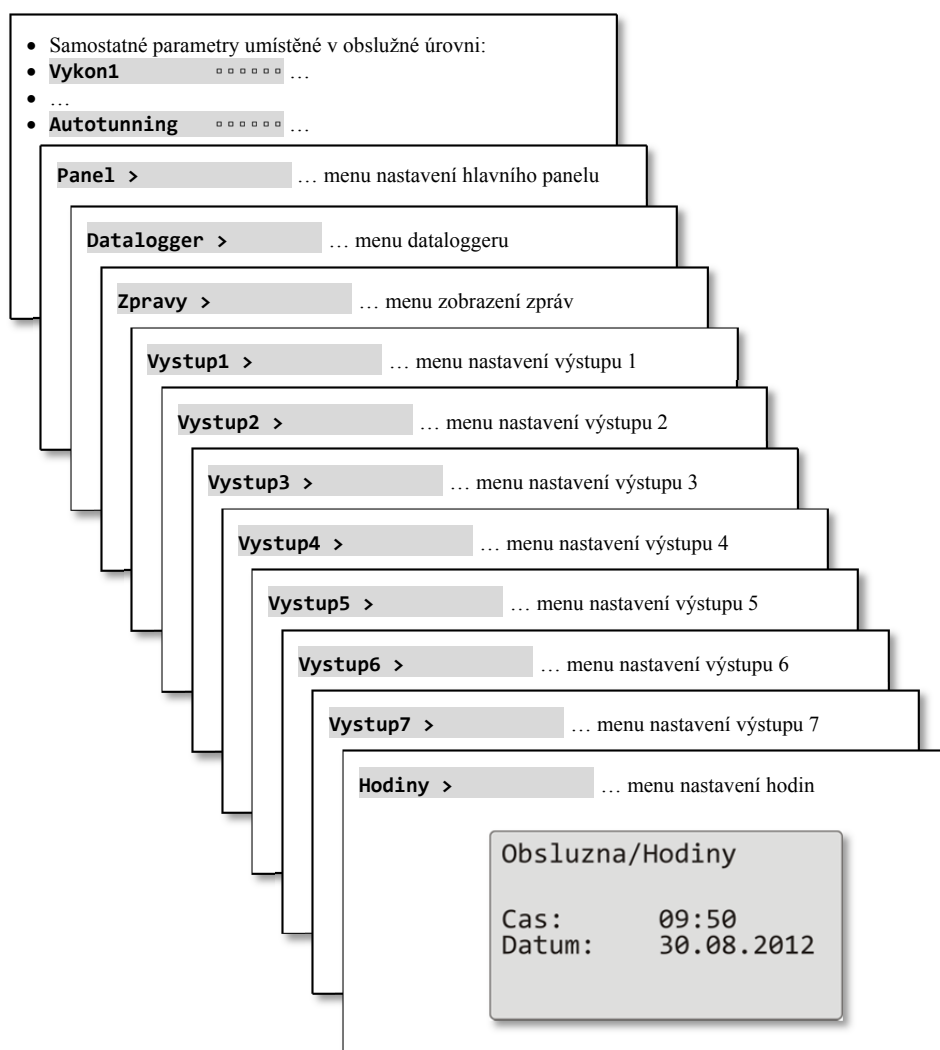 • Samostatné parametry umístěné v obslužné úrovni:
• Vykon1 ▫▫▫▫▫▫ …
• …
• Autotunning ▫▫▫▫▫▫ …
Panel > … menu nastavení hlavního panelu
Datalogger > … menu dataloggeru
Zpravy > … menu zobrazení zpráv
Vystup1 > … menu nastavení výstupu 1
Vystup2 > … menu nastavení výstupu 2
Vystup3 > … menu nastavení výstupu 3
Vystup4 > … menu nastavení výstupu 4
Vystup5 > … menu nastavení výstupu 5
Vystup6 > … menu nastavení výstupu 6
Vystup7 > … menu nastavení výstupu 7
Hodiny > … menu nastavení hodin
Obsluzna/Hodiny
Cas: 09:50
Datum: 30.08.2012